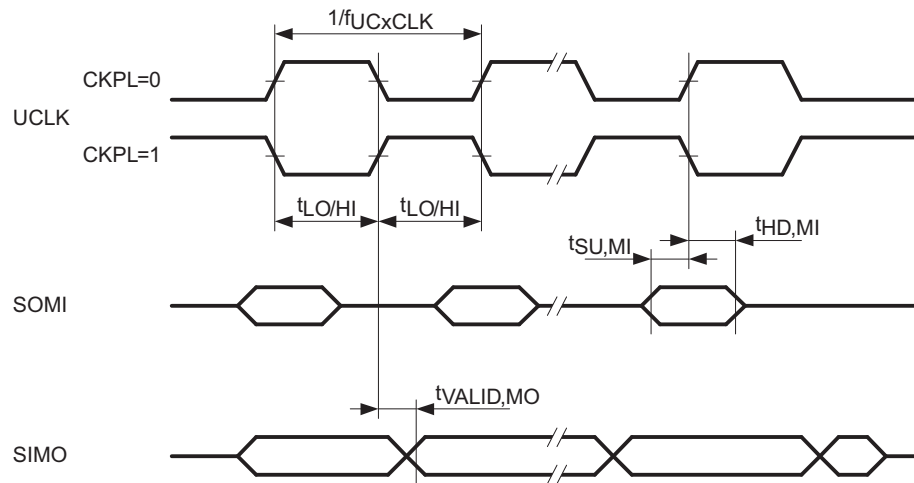 1/fUCxCLK
CKPL=0
UCLK
CKPL=1
tLO/HI tLO/HI
tHD,MI
tSU,MI
SOMI
tVALID,MO
SIMO